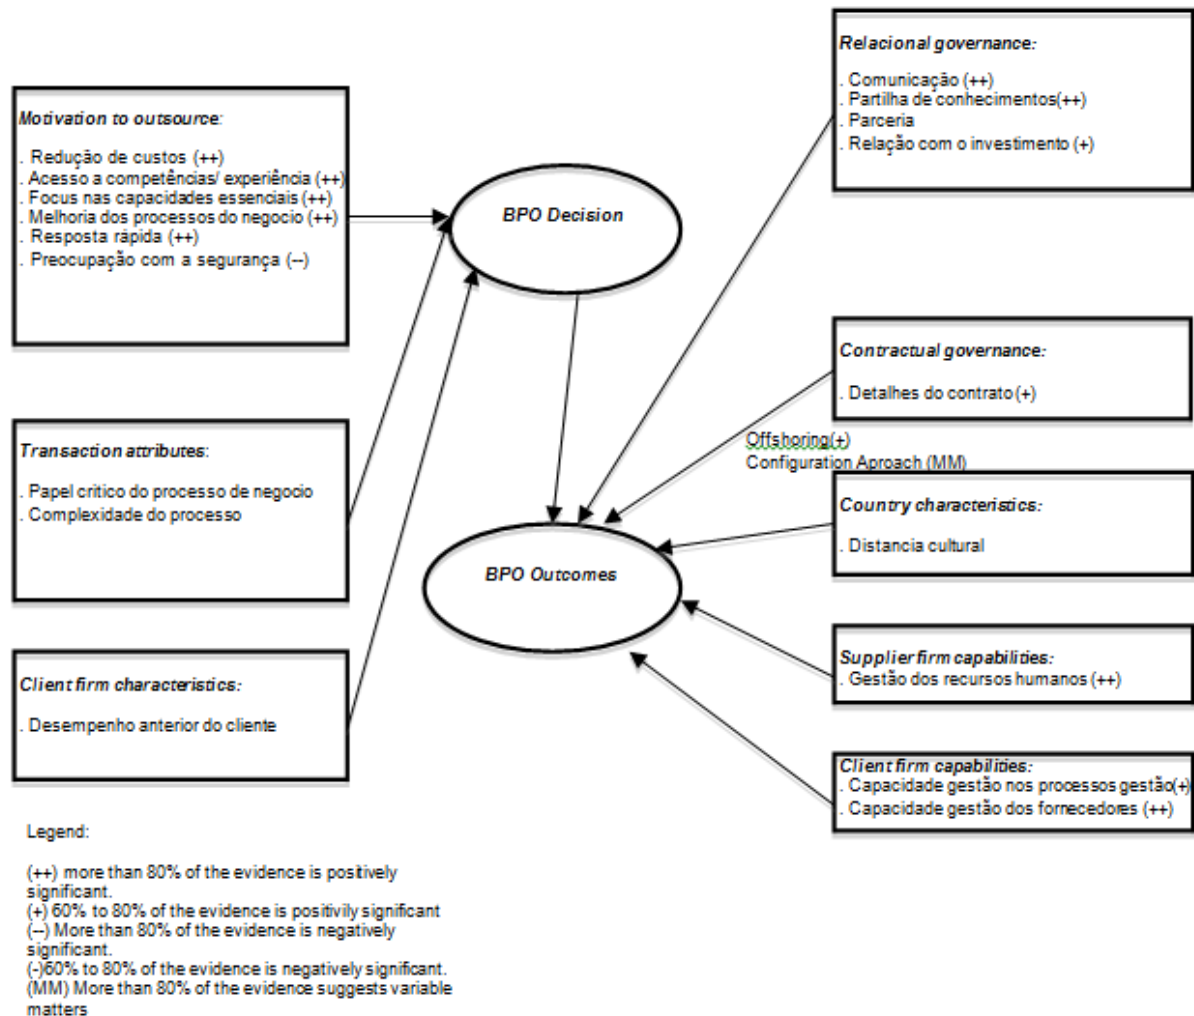 Motivation to outsource:
. Redução de custos (++)
. Acesso a competências/ experiência (++)
. Focus nas capacidades essenciais (++)
. Melhoria dos processos do negocio (++)
. Resposta rápida (++)
. Preocupação com a segurança (--)
Transaction attributes:
. Papel critico do processo de negocio
. Complexidade do processo
Client firm characteristics:
. Desempenho anterior do cliente
BPO Decision
BPO Outcomes
Relacional governance:
. Comunicação (++)
. Partilha de conhecimentos(++)
. Parceria
. Relação com o investimento (+)
Contractual governance:
. Detalhes do contrato (+)
Offshoring(+)
Configuration Aproach (MM)
Country characteristics:
. Distancia cultural
Supplier firm capabilities:
. Gestão dos recursos humanos (++)
Client firm capabilities:
. Capacidade gestão nos processos gestão(+)
. Capacidade gestão dos fornecedores (++)
Legend:
(++) more than 80% of the evidence is positively
significant.
(+) 60% to 80% of the evidence is positivily significant
(--) More than 80% of the evidence is negatively
significant.
(-)60% to 80% of the evidence is negatively significant.
(MM) More than 80% of the evidence suggests variable
matters